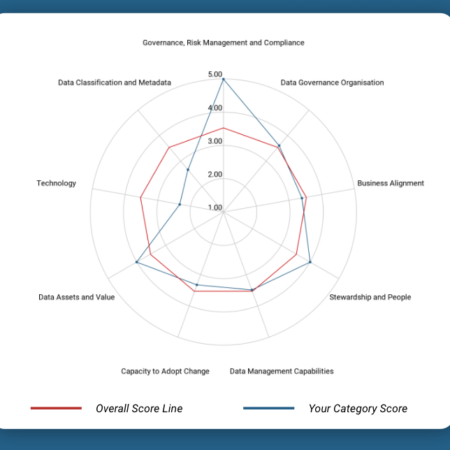 Governance, Risk Management and Compliance
Data Classification and Metadata
Data Governance Organisation
5.00
4.00
3.00
2.00
1.00
Technology
Business Alignment
Data Assets and Value
Stewardship and People
Capacity to Adopt Change
Data Management Capabilities
Overall Score Line
Your Category Score